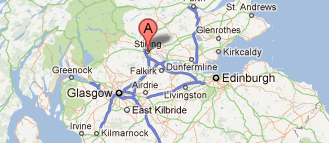 St. Andrews
A
Glenrothes
Stirling
Kirkcaldy
Dunfermline
Greenock
Falkirk
Edinburgh
Airdrie
Glasgow
Livingston
East Kilbride
Irvine
Kilmarnock